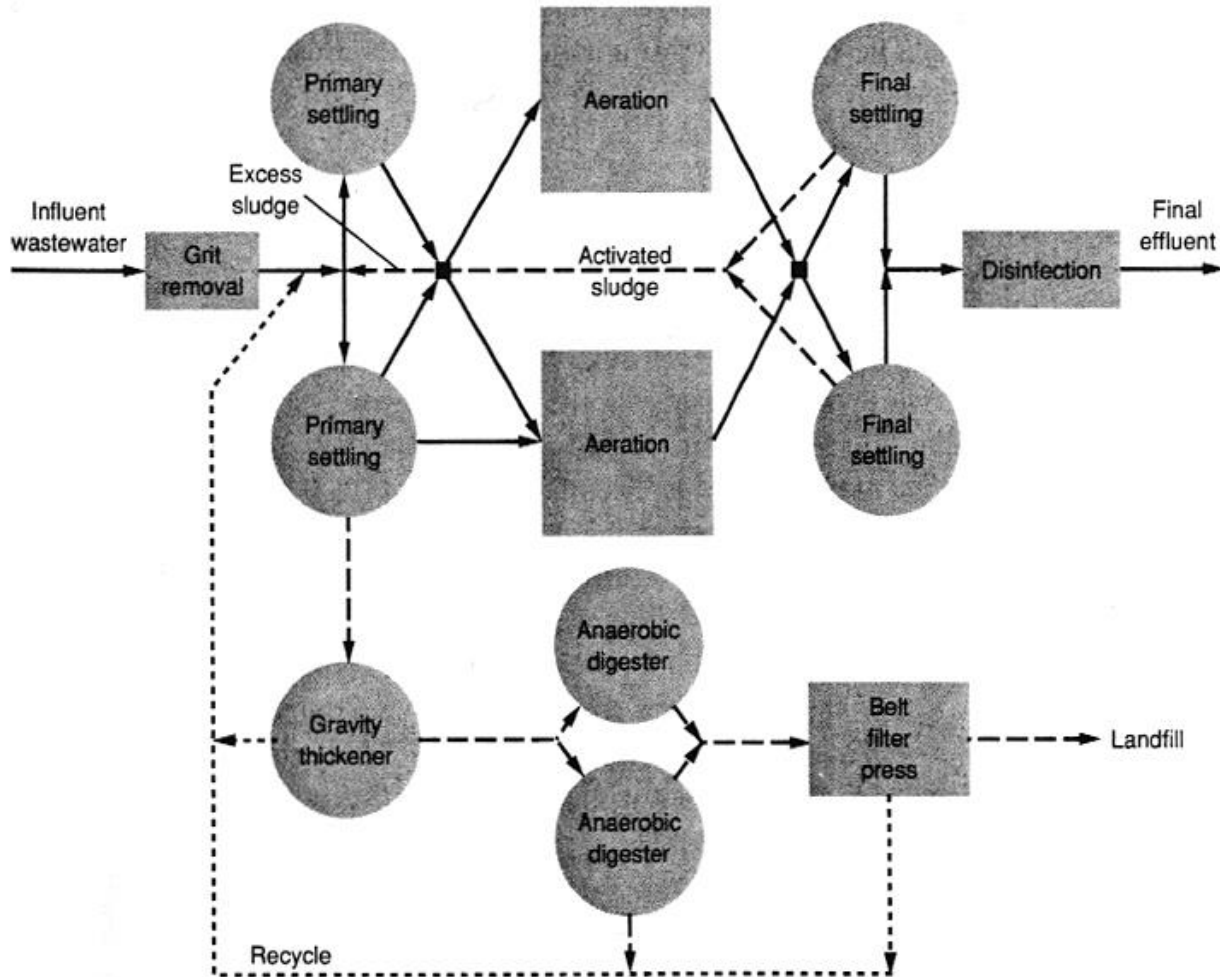 Primary
settling
Aeration
Final
settling
Excess
sludge
Influent
wastewater
Grit
removal
Activated
sludge
Final
effluent
Disinfection
Primary
settling
Aeration
Final
settling
Anaerobic
digester
Gravity
thickener
Belt
filter
press
Landfill
Anaerobic
digester
Recycle